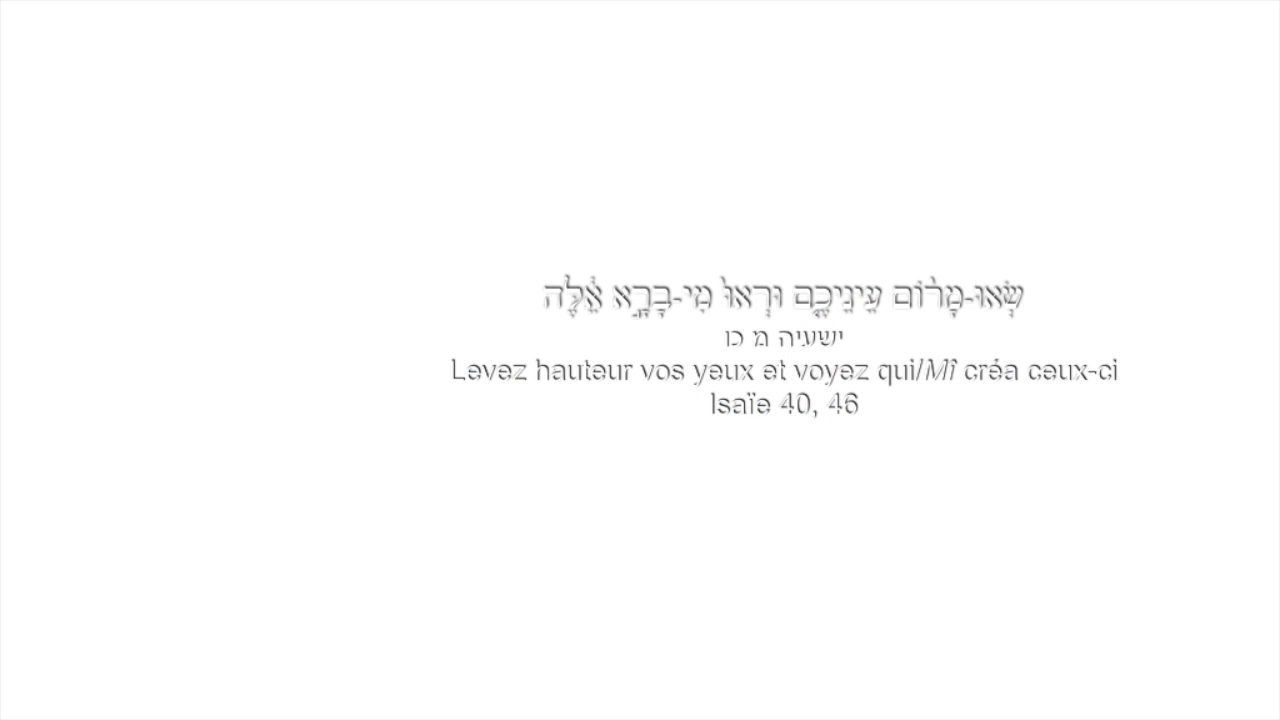 שְׂאוּ-מָר֨וֹם עֵינֵיכֶ֤ם וּרְאוּ֙ מִי-בָרָ֣א אֵ֔לֶּה
ישעיה מ כו
Levez hauteur vos yeux et voyez qui/Mî créa ceux-ci
Isaïe 40, 46